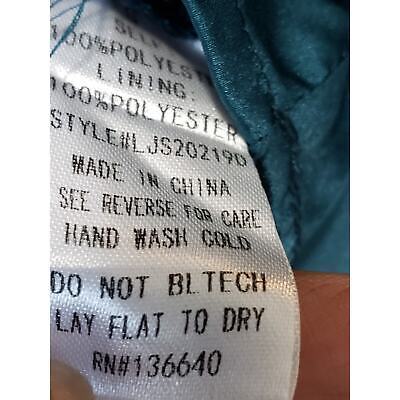 SELF
100%POLYESTER
LINING:
100%POLYESTER
STYLE#LJS20219D
MADE IN CHINA
SEE REVERSE FOR CARE
HAND WASH COLD
DO NOT BLTECH
LAY FLAT TO DRY
RN#136640